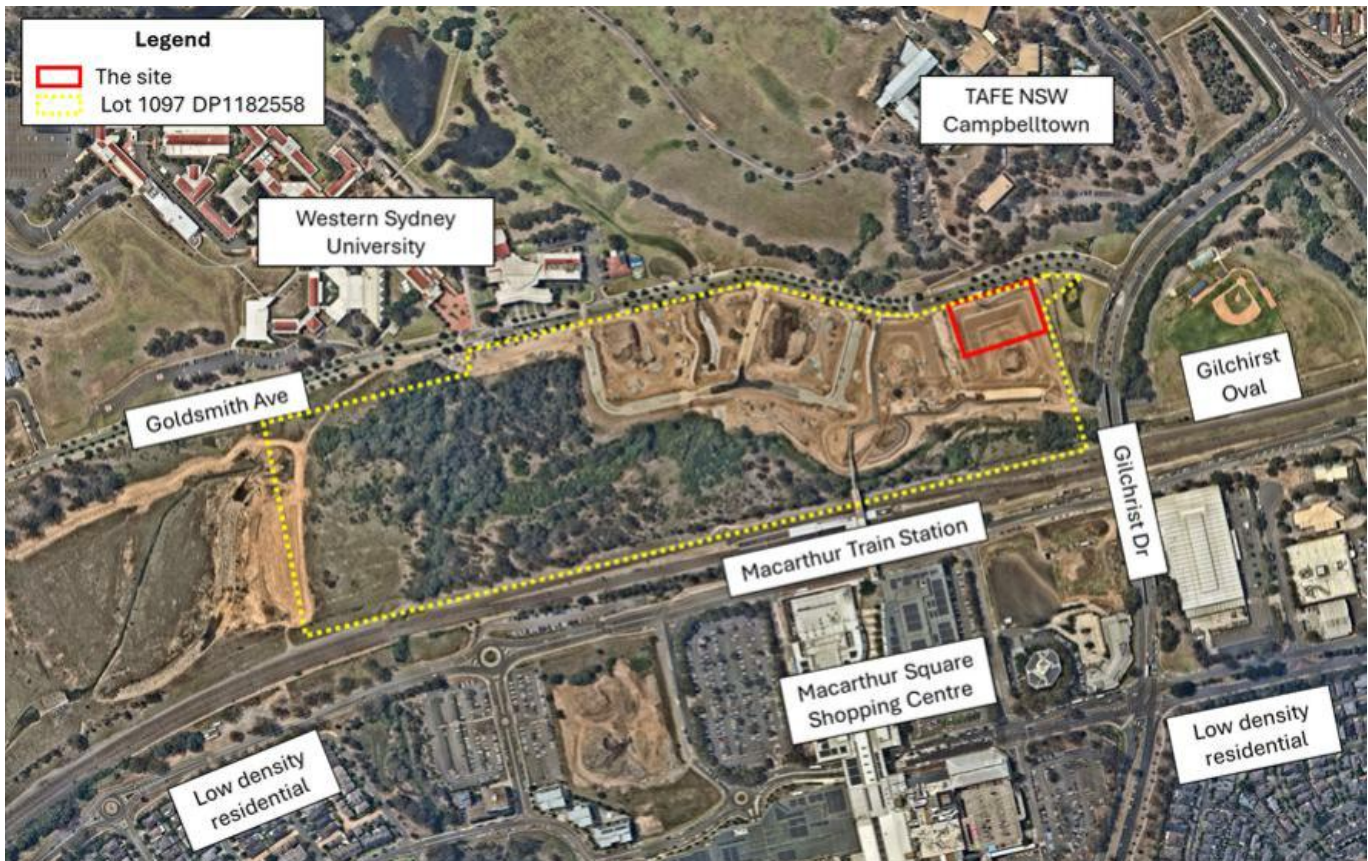 Legend
The site
Lot 1097 DP1182558
TAFE NSW
Campbelltown
Western Sydney
University
Goldsmith Ave
Gilchirst
Oval
Gilchrist Dr
Macarthur Train Station
Macarthur Square
Shopping Centre
Low density
residential
Low density
residential